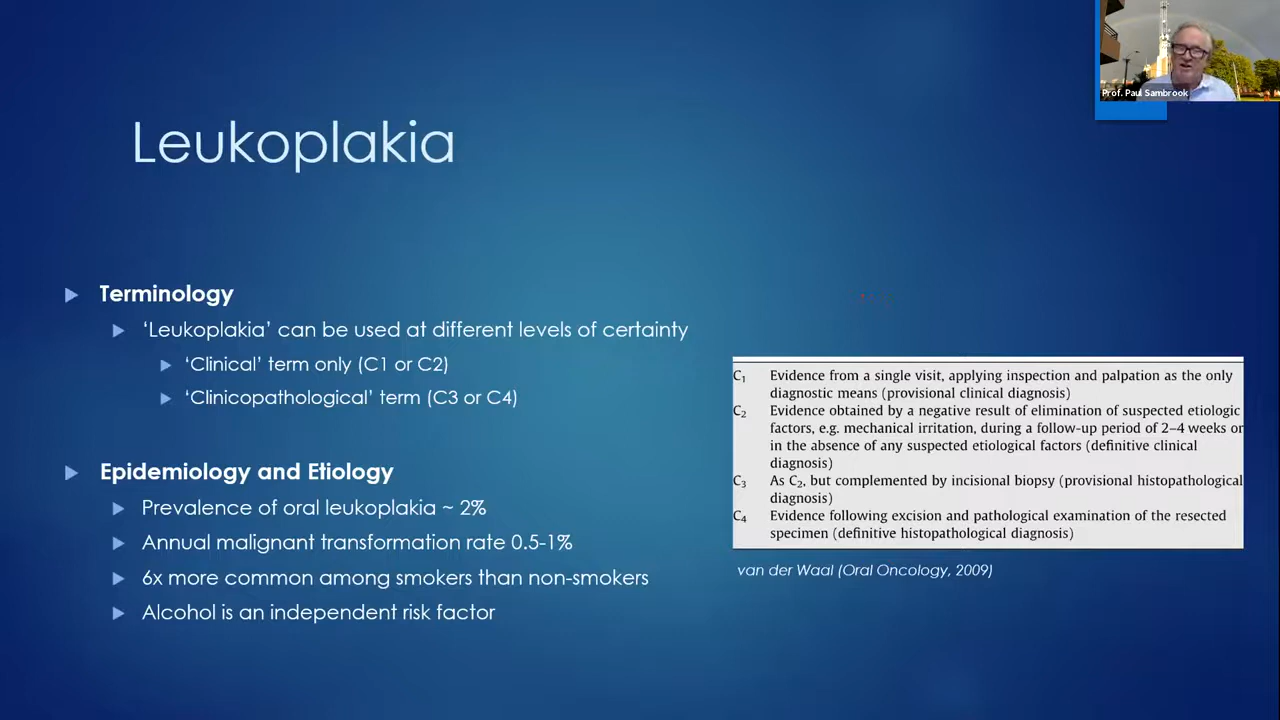 Prof. Paul Sambrook
Leukoplakia
Terminology
‘Leukoplakia’ can be used at different levels of certainty
‘Clinical’ term only (C1 or C2)
‘Clinicopathological’ term (C3 or C4)
Epidemiology and Etiology
Prevalence of oral leukoplakia ~ 2%
Annual malignant transformation rate 0.5-1%
6x more common among smokers than non-smokers
Alcohol is an independent risk factor
C₁ Evidence from a single visit, applying inspection and palpation as the only
diagnostic means (provisional clinical diagnosis)
C₂ Evidence obtained by a negative result of elimination of suspected etiologic
factors, e.g. mechanical irritation, during a follow-up period of 2–4 weeks or
in the absence of any suspected etiological factors (definitive clinical
diagnosis)
C₃ As C₂, but complemented by incisional biopsy (provisional histopathological
diagnosis)
C₄ Evidence following excision and pathological examination of the resected
specimen (definitive histopathological diagnosis)
van der Waal (Oral Oncology, 2009)